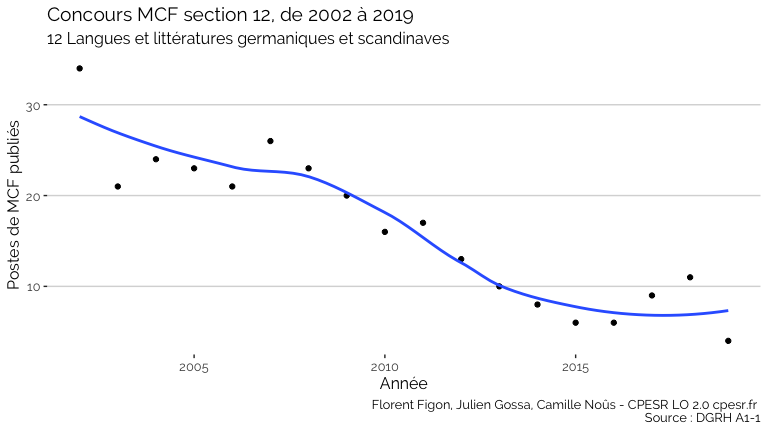 Concours MCF section 12, de 2002 à 2019
12 Langues et littératures germaniques et scandinaves
Postes de MCF publiés
30
20
10
2005
2010
2015
Année
Florent Figon, Julien Gossa, Camille Noûs - CPESR LO 2.0 cpesr.fr
Source : DGRH A1-1